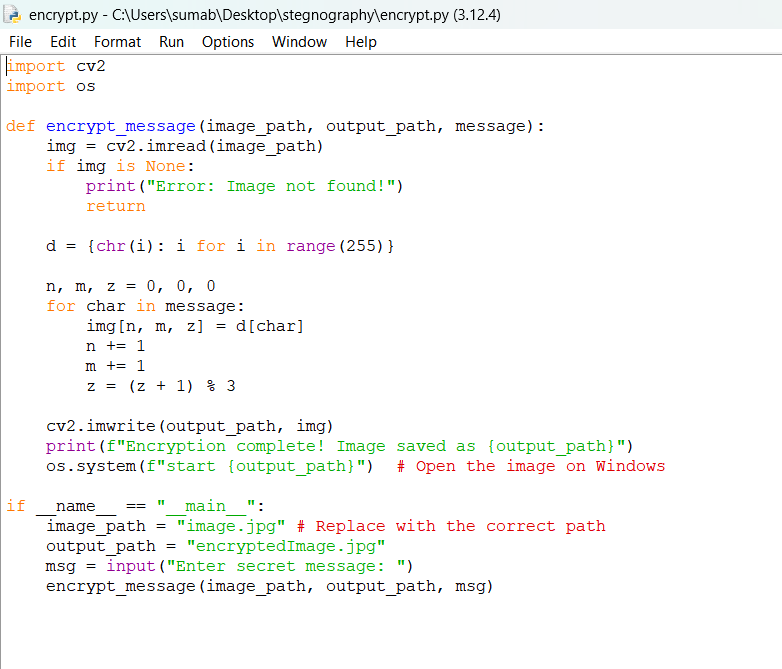 encrypt.py - C:\Users\sumab\Desktop\stegnography\encrypt.py (3.12.4)
File Edit Format Run Options Window Help
import cv2
import os

def encrypt_message(image_path, output_path, message):
    img = cv2.imread(image_path)
    if img is None:
        print("Error: Image not found!")
        return

    d = {chr(i): i for i in range(255)}

    n, m, z = 0, 0, 0
    for char in message:
        img[n, m, z] = d[char]
        n += 1
        m += 1
        z = (z + 1) % 3

    cv2.imwrite(output_path, img)
    print(f"Encryption complete! Image saved as {output_path}")
    os.system(f"start {output_path}")  # Open the image on Windows

if __name__ == "__main__":
    image_path = "image.jpg" # Replace with the correct path
    output_path = "encryptedImage.jpg"
    msg = input("Enter secret message: ")
    encrypt_message(image_path, output_path, msg)